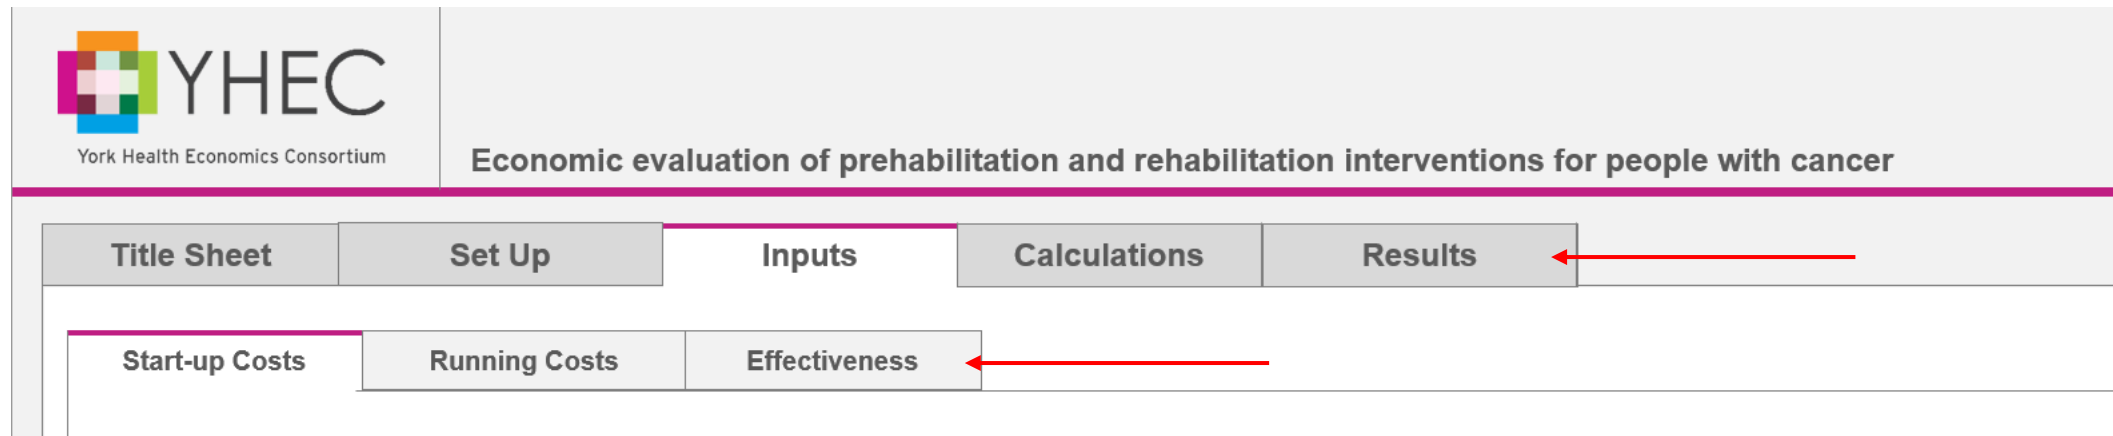 YHEC
York Health Economics Consortium
Economic evaluation of prehabilitation and rehabilitation interventions for people with cancer
Title Sheet Set Up Inputs Calculations Results
Start-up Costs Running Costs Effectiveness